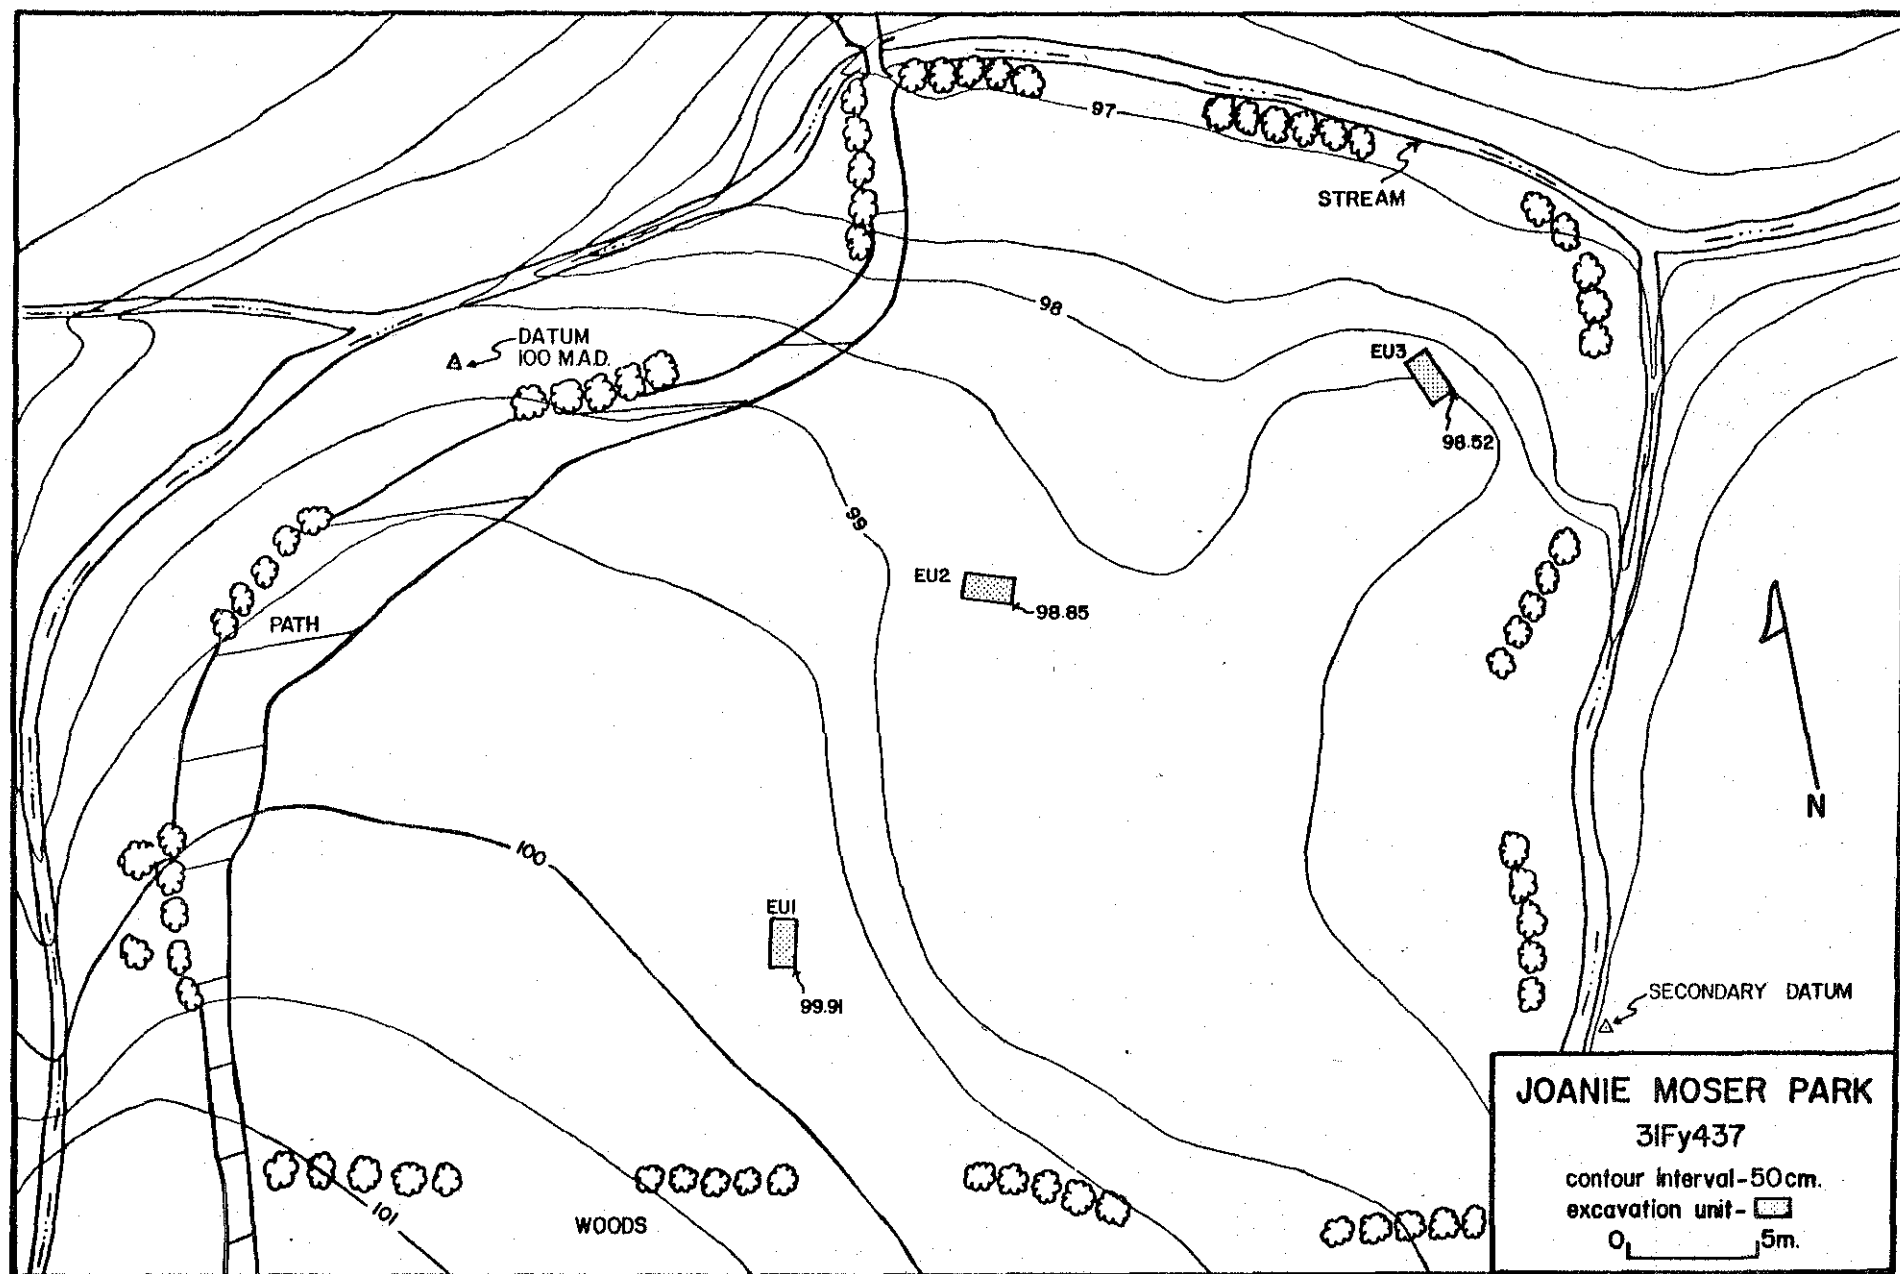 97
STREAM
98
DATUM
100 M.A.D.
EU3
98.52
99
EU2
98.85
PATH
100
EU1
99.91
N
SECONDARY DATUM
101
WOODS
JOANIE MOSER PARK
31Fy437
contour interval-50cm.
excavation unit-
0 5m.